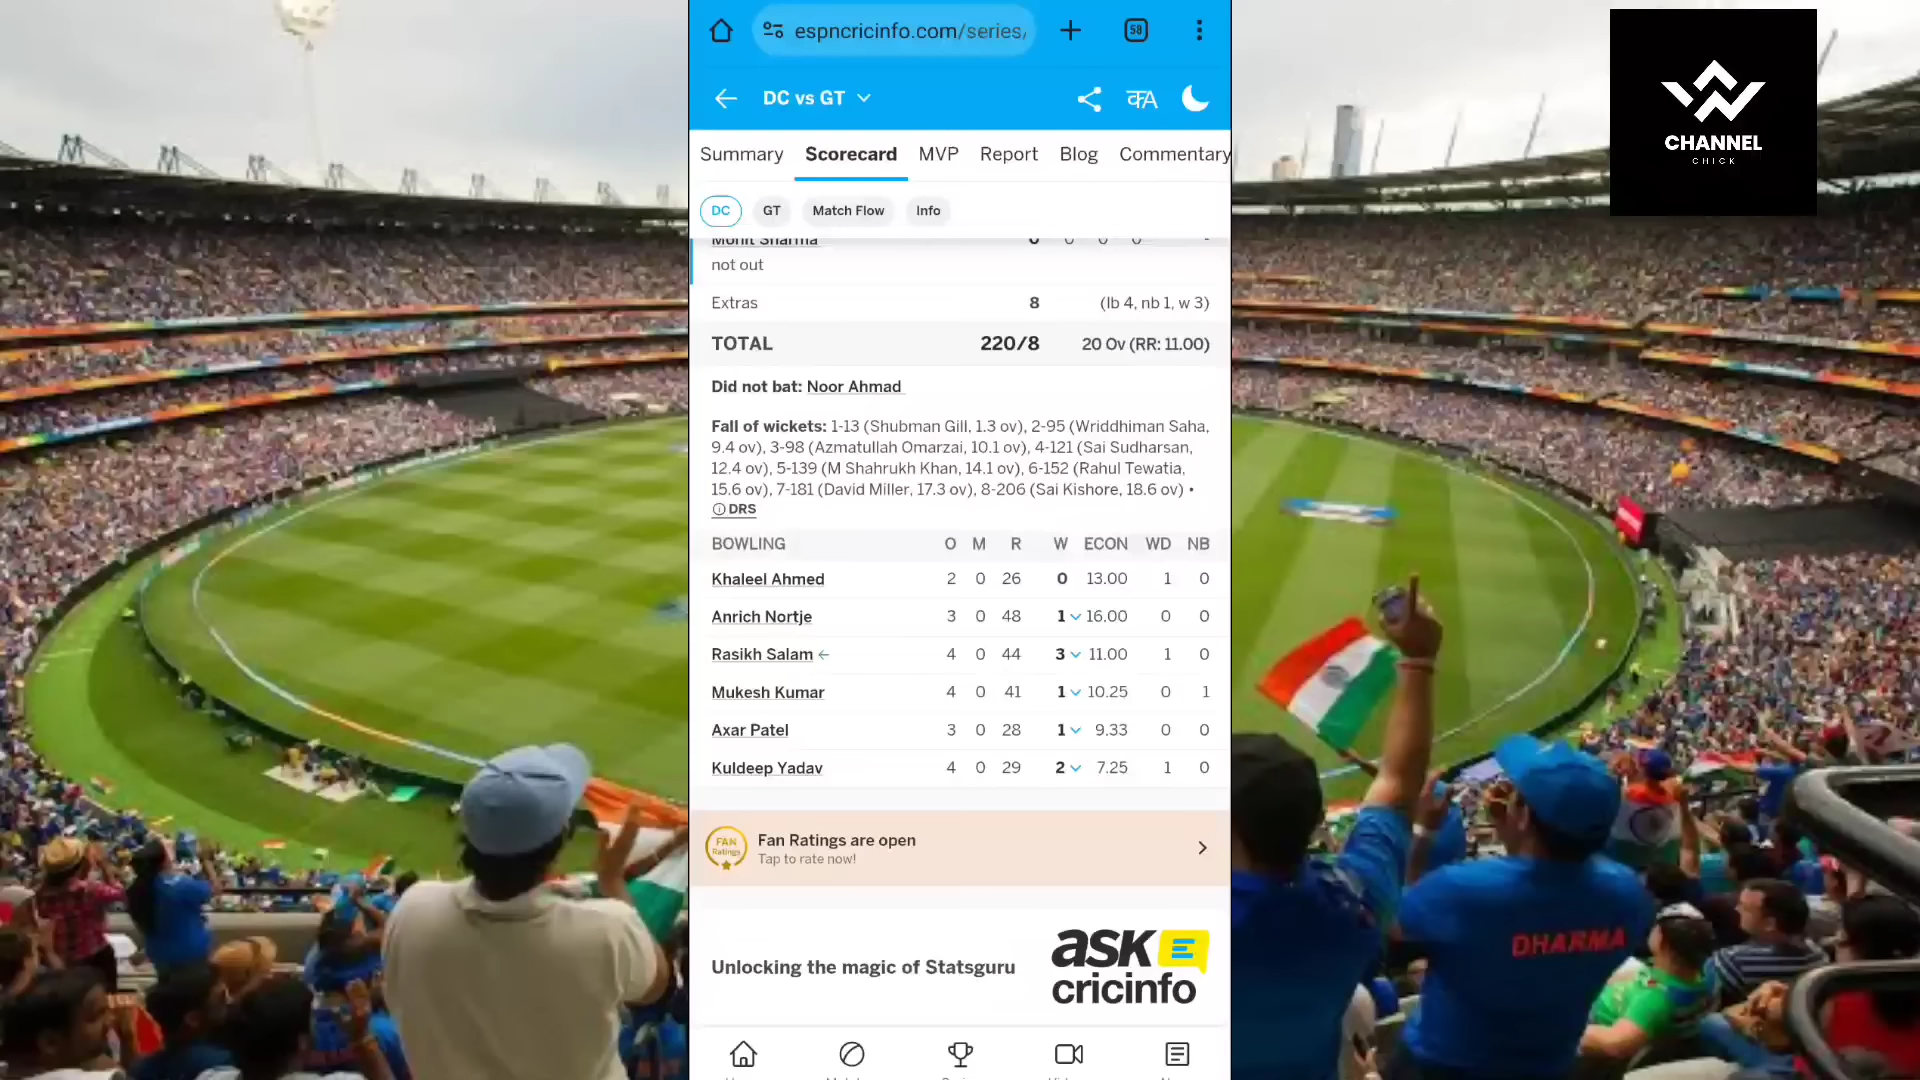 espncricinfo.com/series/
58
CHANNEL
CHICK
DC vs GT
Summary Scorecard MVP Report Blog Commentary
DC GT Match Flow Info
Mohit Sharma 0 0 0 0 -
not out
Extras 8 (lb 4, nb 1, w 3)
TOTAL 220/8 20 Ov (RR: 11.00)
Did not bat: Noor Ahmad
Fall of wickets: 1-13 (Shubman Gill, 1.3 ov), 2-95 (Wriddhiman Saha,
9.4 ov), 3-98 (Azmatullah Omarzai, 10.1 ov), 4-121 (Sai Sudharsan,
12.4 ov), 5-139 (M Shahrukh Khan, 14.1 ov), 6-152 (Rahul Tewatia,
15.6 ov), 7-181 (David Miller, 17.3 ov), 8-206 (Sai Kishore, 18.6 ov) •
DRS
BOWLING O M R W ECON WD NB
Khaleel Ahmed 2 0 26 0 13.00 1 0
Anrich Nortje 3 0 48 1 16.00 0 0
Rasikh Salam 4 0 44 3 11.00 1 0
Mukesh Kumar 4 0 41 1 10.25 0 1
Axar Patel 3 0 28 1 9.33 0 0
Kuldeep Yadav 4 0 29 2 7.25 1 0
FAN
Ratings
Fan Ratings are open
Tap to rate now!
Unlocking the magic of Statsguru
ask
cricinfo
DHARMA